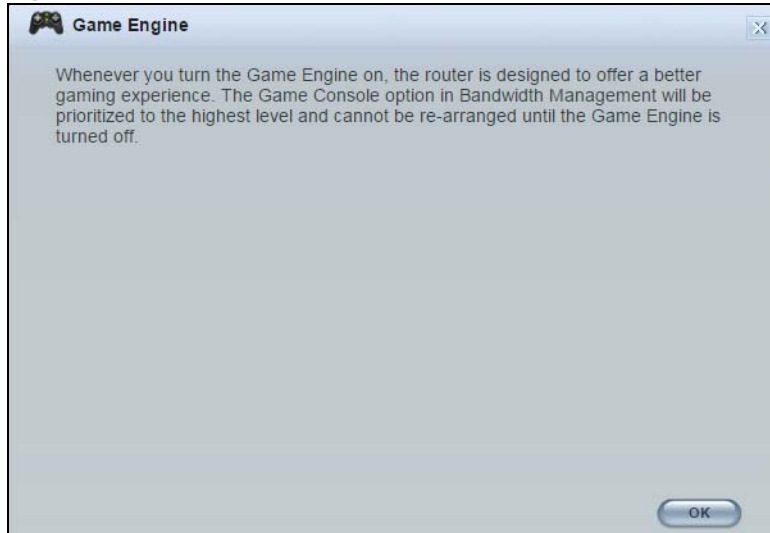 Game Engine
Whenever you turn the Game Engine on, the router is designed to offer a better
gaming experience. The Game Console option in Bandwidth Management will be
prioritized to the highest level and cannot be re-arranged until the Game Engine is
turned off.
OK